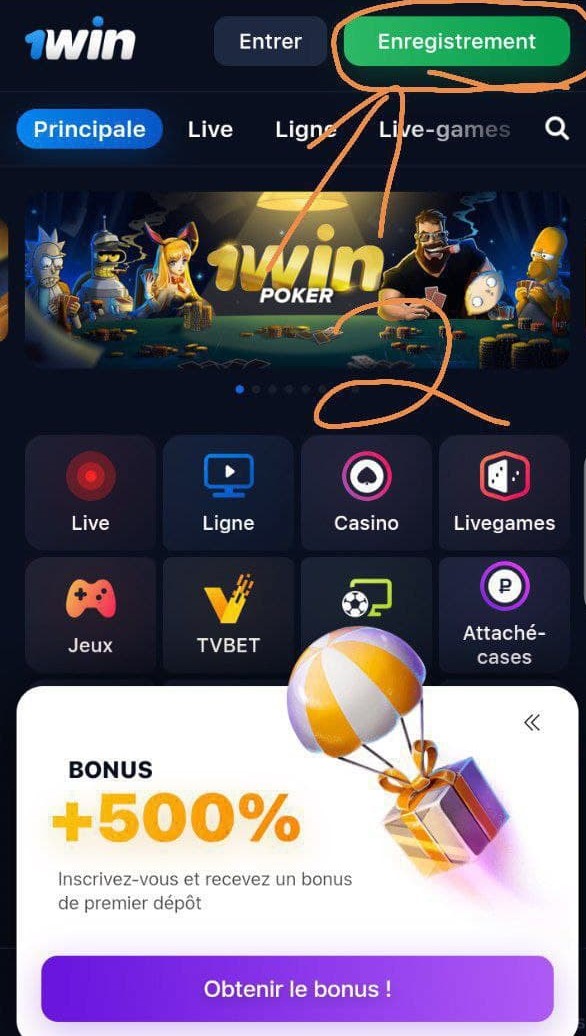 1win
Entrer
Enregistrement
Principale
Live
Ligne
Live-games
1win
POKER
Live
Ligne
Casino
Livegames
Jeux
TVBET
Attaché-
cases
BONUS
+500%
Inscrivez-vous et recevez un bonus
de premier dépôt
Obtenir le bonus !